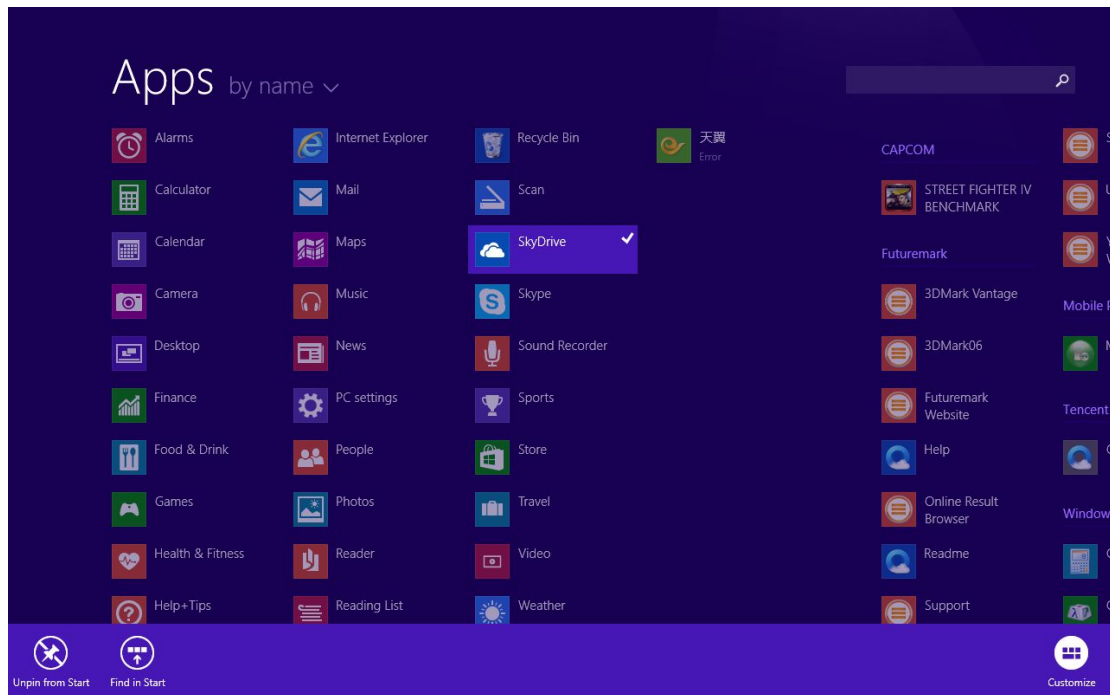 Apps by name
Alarms
Calculator
Calendar
Camera
Desktop
Finance
Food & Drink
Games
Health & Fitness
Help+Tips
Internet Explorer
Mail
Maps
Music
News
PC settings
People
Photos
Reader
Reading List
Recycle Bin
Scan
SkyDrive
Skype
Sound Recorder
Sports
Store
Travel
Video
Weather
天翼
Error
CAPCOM
STREET FIGHTER IV
BENCHMARK
Futuremark
3DMark Vantage
3DMark06
Futuremark
Website
Help
Online Result
Browser
Readme
Support
Mobile
Tencent
Window
Unpin from Start
Find in Start
Customize